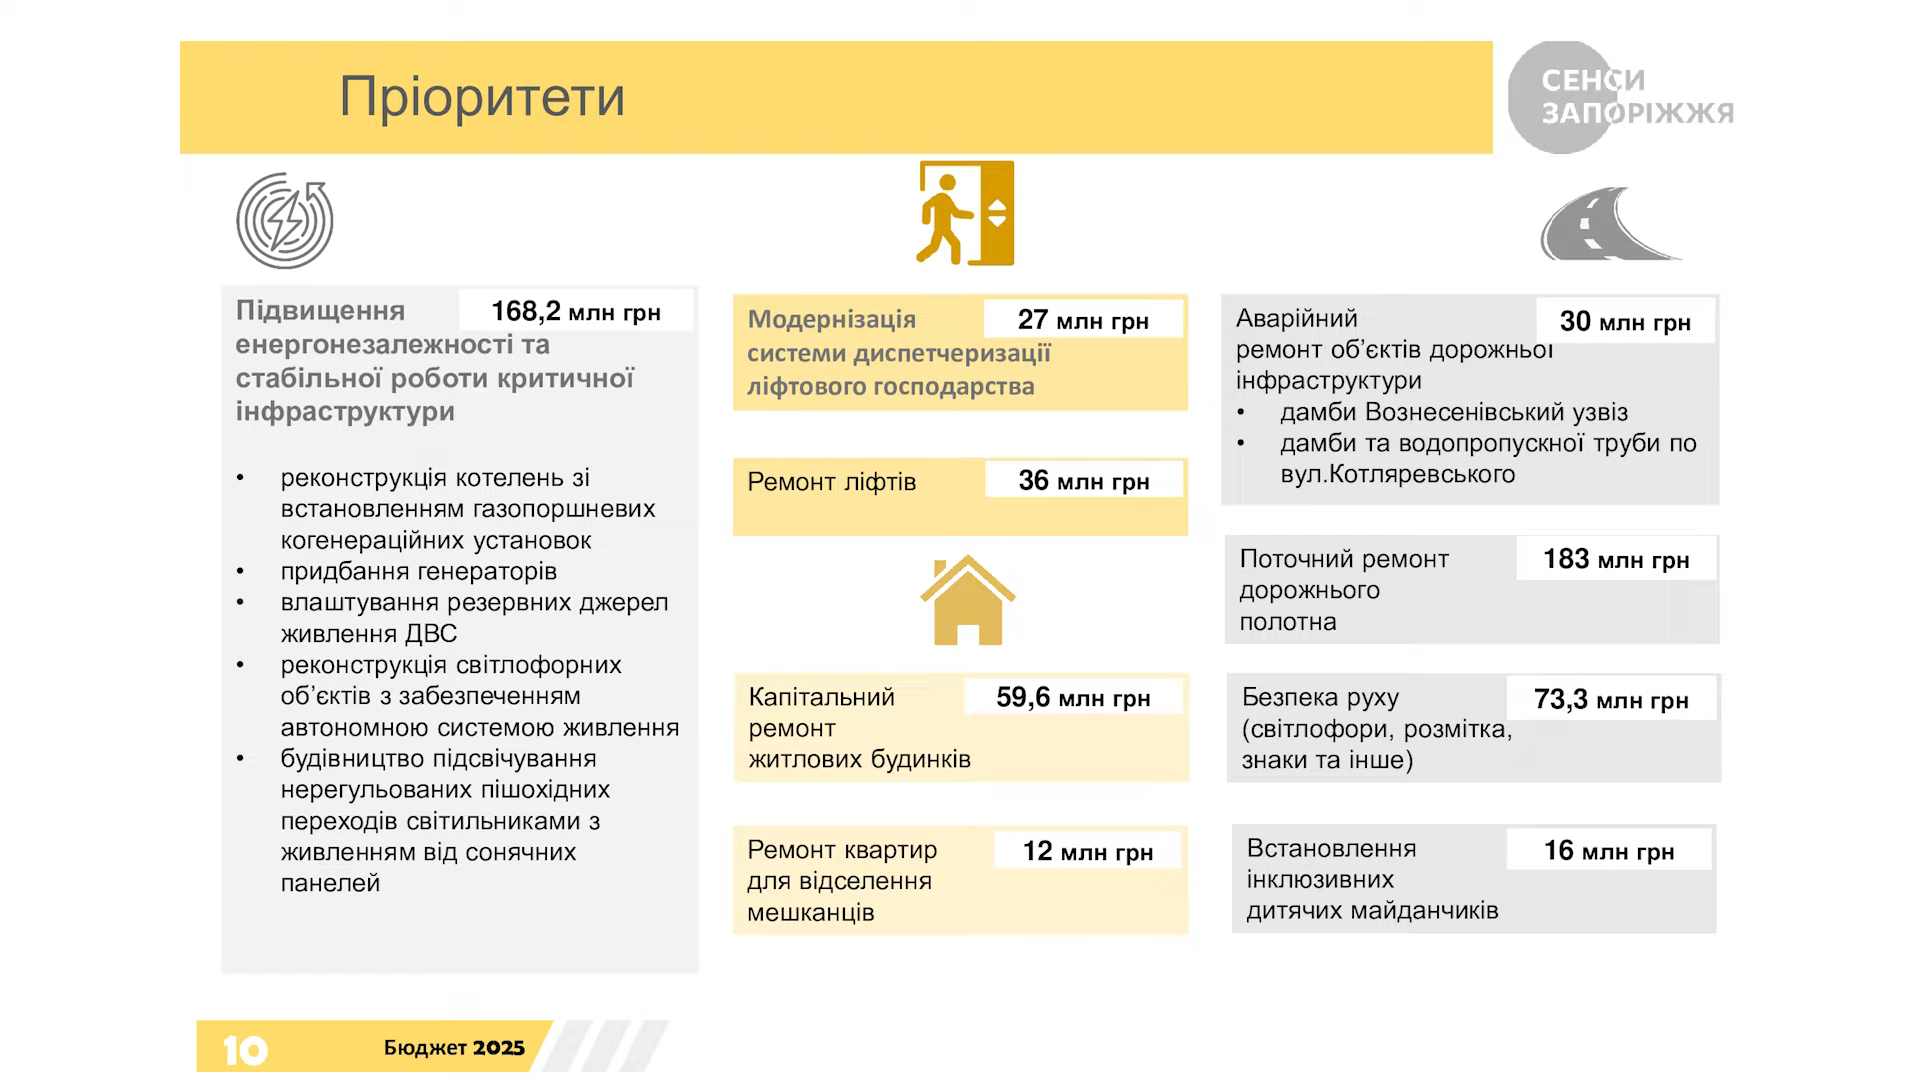 Пріоритети
СЕНСИ
ЗАПОРІЖЖЯ
Підвищення
168,2 млн грн
енергонезалежності та
стабільної роботи критичної
інфраструктури
• реконструкція котелень зі
встановленням газопоршневих
когенераційних установок
• придбання генераторів
• влаштування резервних джерел
живлення ДВС
• реконструкція світлофорних
об’єктів з забезпеченням
автономною системою живлення
• будівництво підсвічування
нерегульованих пішохідних
переходів світильниками з
живленням від сонячних
панелей
Модернізація
27 млн грн
системи диспетчеризації
ліфтового господарства
Ремонт ліфтів
36 млн грн
Капітальний
59,6 млн грн
ремонт
житлових будинків
Ремонт квартир
12 млн грн
для відселення
мешканців
Аварійний
30 млн грн
ремонт об’єктів дорожньої
інфраструктури
• дамби Вознесенівський узвіз
• дамби та водопропускної труби по
вул.Котляревського
Поточний ремонт
183 млн грн
дорожнього
полотна
Безпека руху
73,3 млн грн
(світлофори, розмітка,
знаки та інше)
Встановлення
16 млн грн
інклюзивних
дитячих майданчиків
10
Бюджет 2025